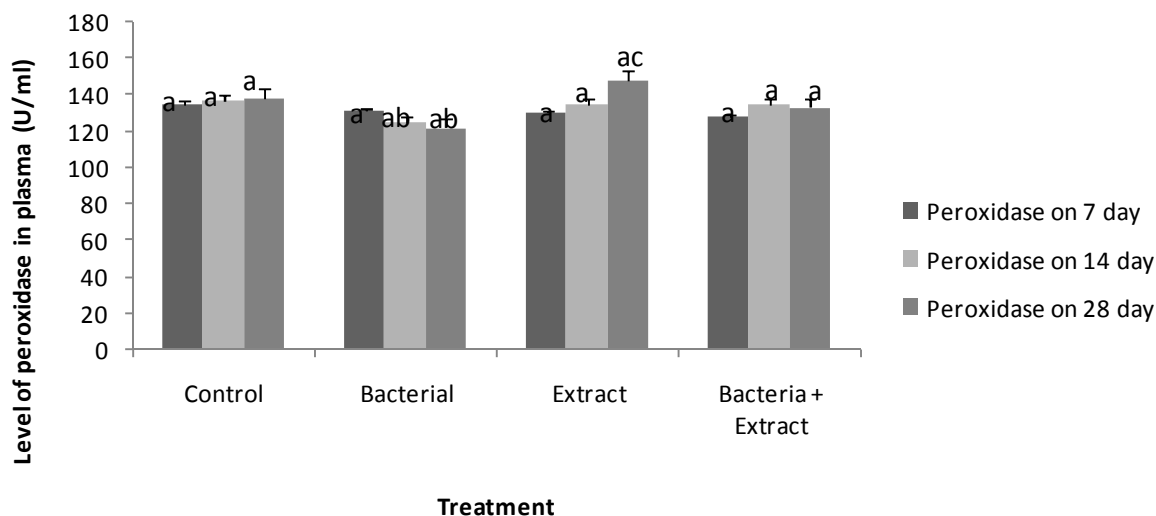 Level of peroxidase in plasma (U/ml)
180
160
140
120
100
80
60
40
20
0
a a a
a ab ab
a a ac
a a a
Control
Bacterial
Extract
Bacteria +
Extract
Treatment
Peroxidase on 7 day
Peroxidase on 14 day
Peroxidase on 28 day